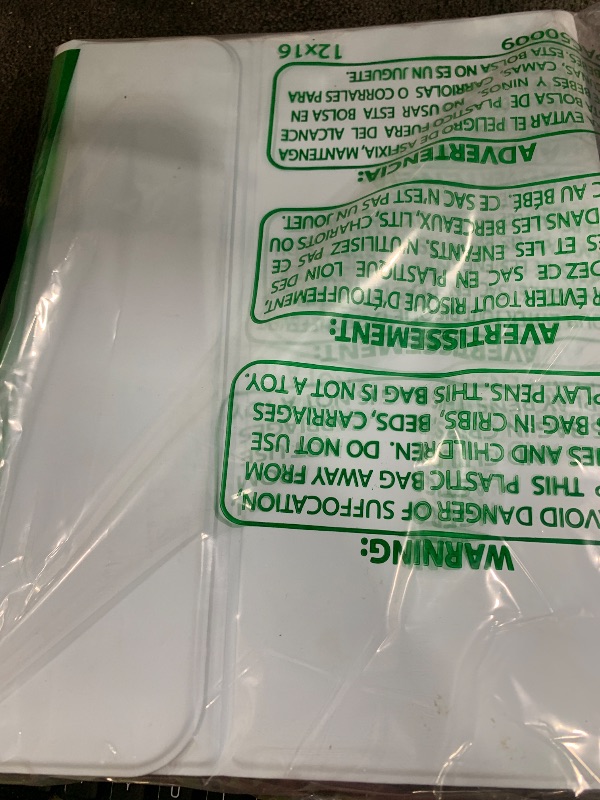 WARNING:
AVOID DANGER OF SUFFOCATION,
THIS PLASTIC BAG AWAY FROM
AND CHILDREN. DO NOT USE
BAG IN CRIBS, BEDS, CARRIAGES
PLAY PENS. THIS BAG IS NOT A TOY.
AVERTISSEMENT:
ÉVITER TOUT RISQUE D'ÉTOUFFEMENT,
CE SAC EN PLASTIQUE LOIN DES
ET LES ENFANTS. N'UTILISEZ PAS CE
DANS LES BERCEAUX, LITS, CHARIOTS OU
AU BÉBÉ. CE SAC N'EST PAS UN JOUET.
ADVERTENCIA:
EVITAR EL PELIGRO DE ASFIXIA, MANTENGA
BOLSA DE PLASTICO FUERA DEL ALCANCE
BEBES Y NINOS. NO USAR ESTA BOLSA EN
CAMAS, CARRIOLAS O CORRALES PARA
ESTA BOLSA NO ES UN JUGUETE.
12x16